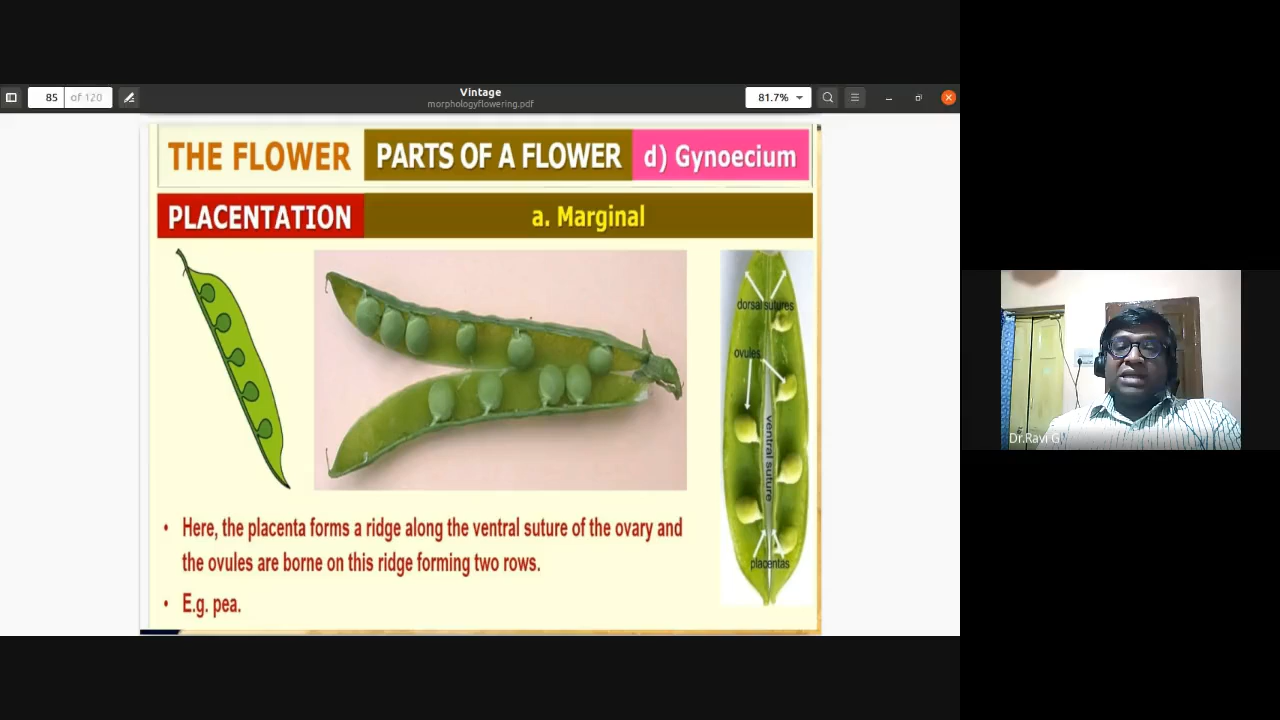 85 of 120
Vintage
morphologyflowering.pdf
81.7%
THE FLOWER PARTS OF A FLOWER d) Gynoecium
PLACENTATION a. Marginal
dorsal sutures
ovules
ventral suture
placentas
• Here, the placenta forms a ridge along the ventral suture of the ovary and
the ovules are borne on this ridge forming two rows.
• E.g. pea.
Dr.Ravi G